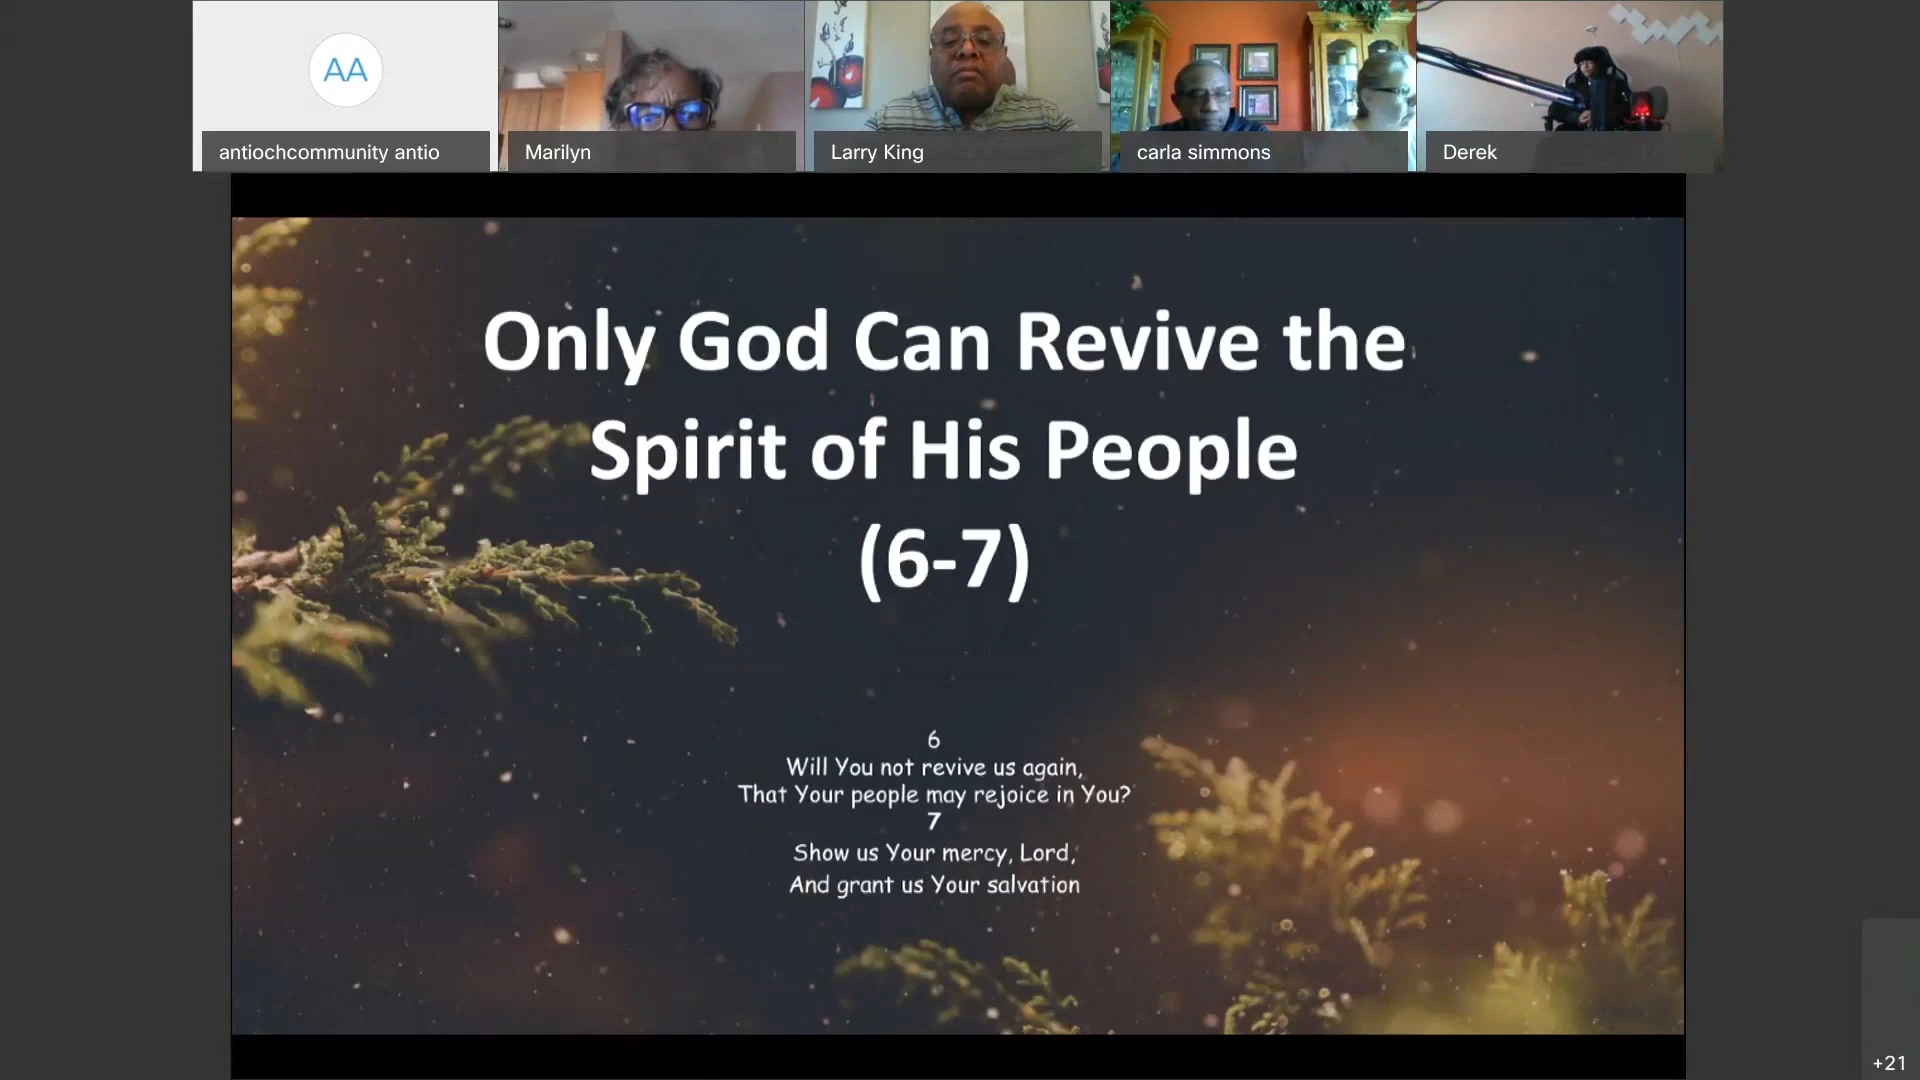 AA
antiochcommunity antio
Marilyn
Larry King
carla simmons
Derek
Only God Can Revive the
Spirit of His People
(6-7)
6
Will You not revive us again,
That Your people may rejoice in You?
7
Show us Your mercy, Lord,
And grant us Your salvation
+21